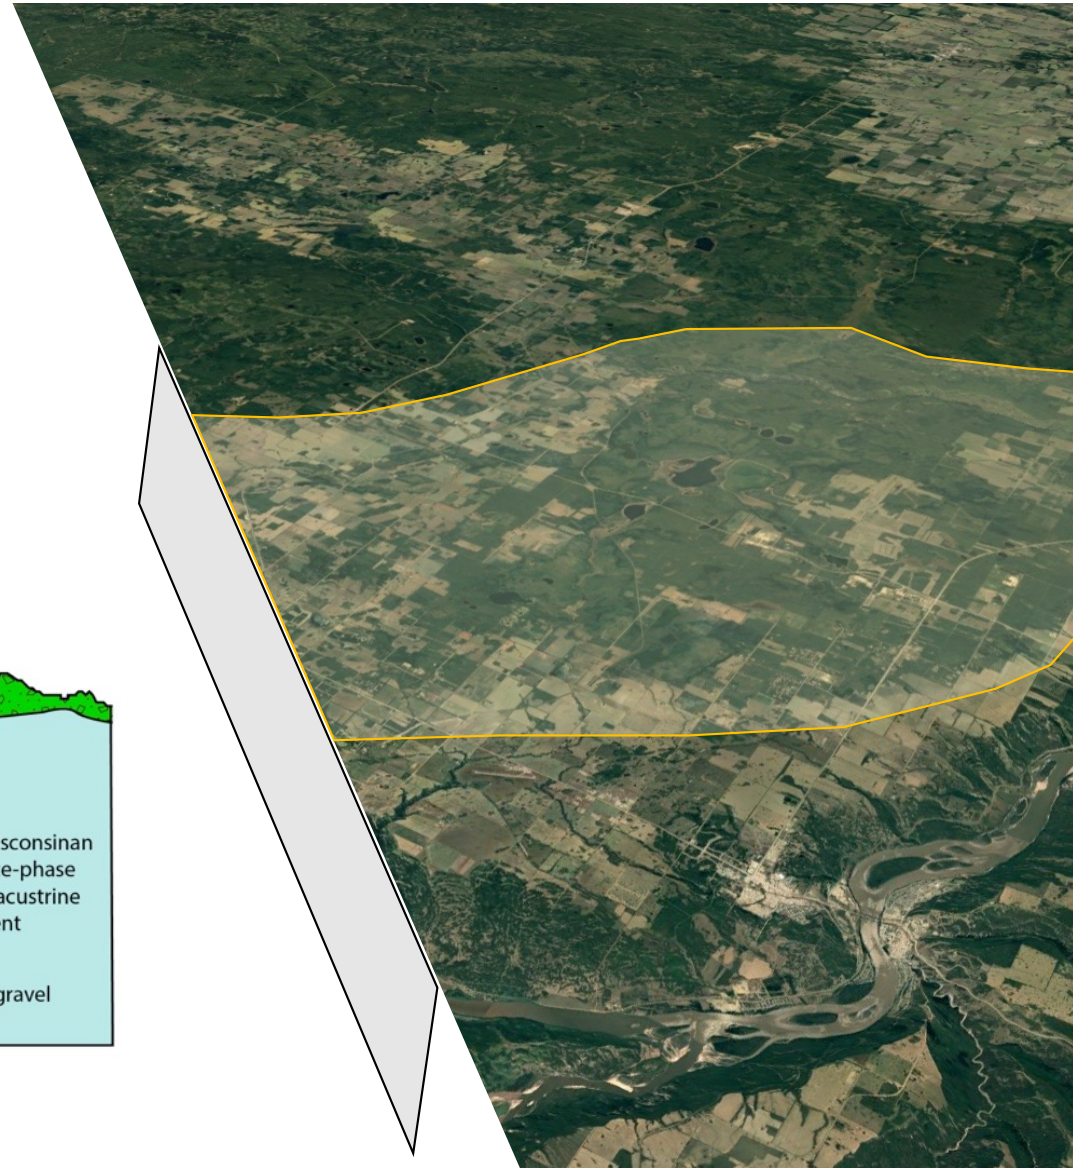 sconsinan
e-phase
acustrine
ent
gravel